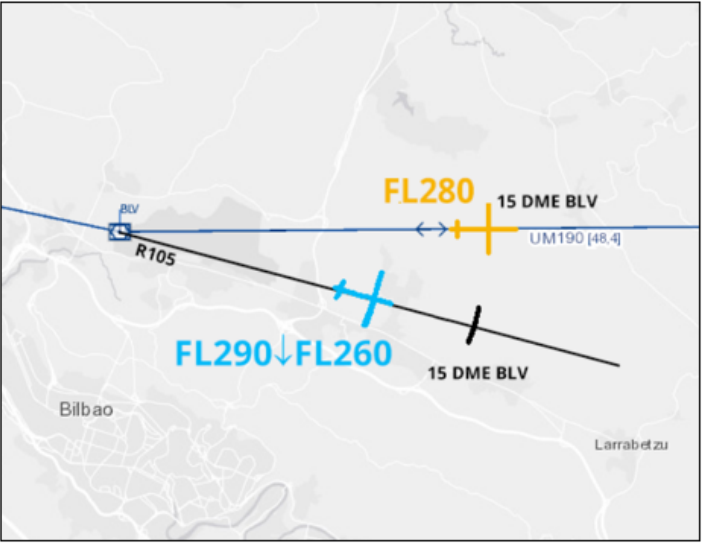 FL280
15 DME BLV
BLV
UM190 [48,4]
R105
FL290↓FL260
15 DME BLV
Bilbao
Larrabetzu